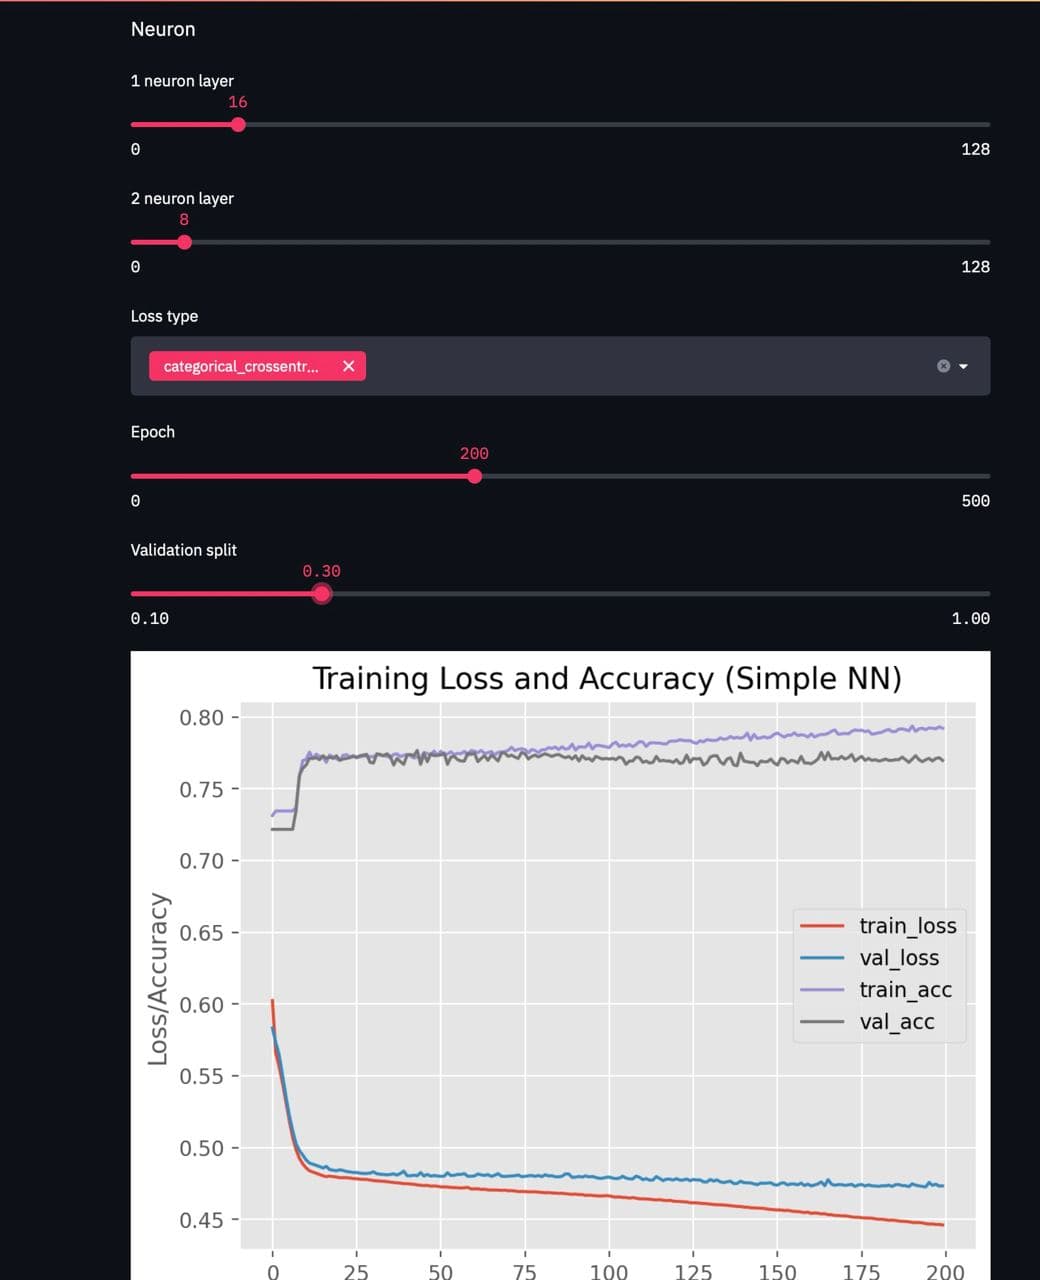 Neuron
1 neuron layer
16
0 128
2 neuron layer
8
0 128
Loss type
categorical_crossentr...
Epoch
200
0 500
Validation split
0.30
0.10 1.00
Training Loss and Accuracy (Simple NN)
0.80
0.75
0.70
0.65
0.60
0.55
0.50
0.45
Loss/Accuracy
train_loss
val_loss
train_acc
val_acc
0 25 50 75 100 125 150 175 200